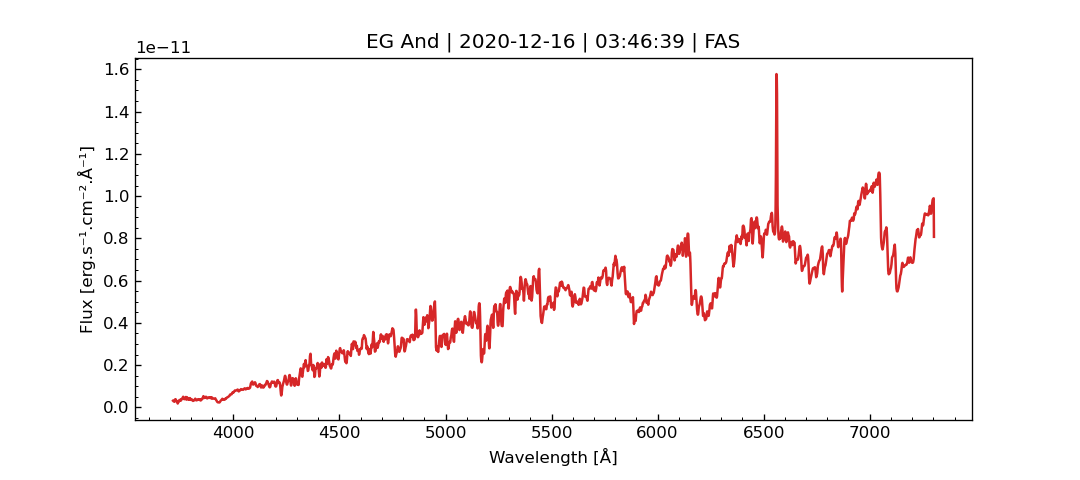 EG And | 2020-12-16 | 03:46:39 | FAS
1e−11
1.6
1.4
1.2
1.0
0.8
0.6
0.4
0.2
0.0
Flux [erg.s⁻¹.cm⁻².Å⁻¹]
4000 4500 5000 5500 6000 6500 7000
Wavelength [Å]